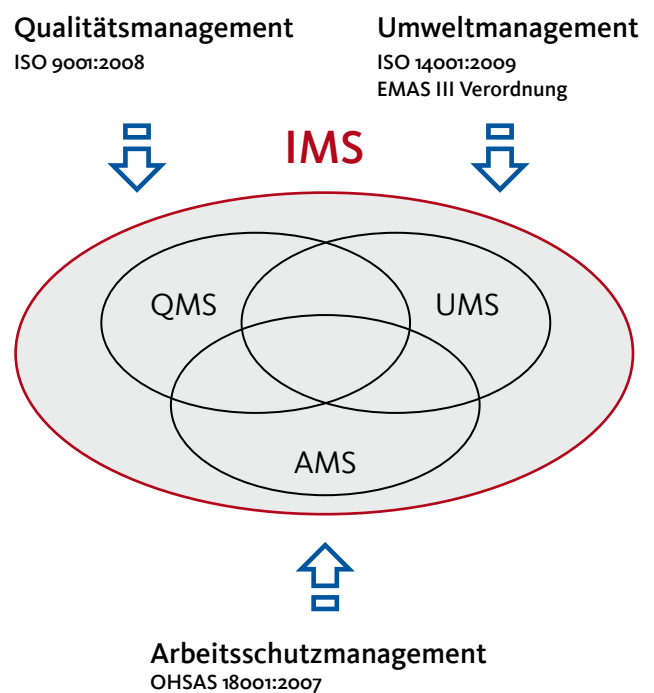 Qualitätsmanagement
ISO 9001:2008
Umweltmanagement
ISO 14001:2009
EMAS III Verordnung
IMS
QMS
UMS
AMS
Arbeitsschutzmanagement
OHSAS 18001:2007